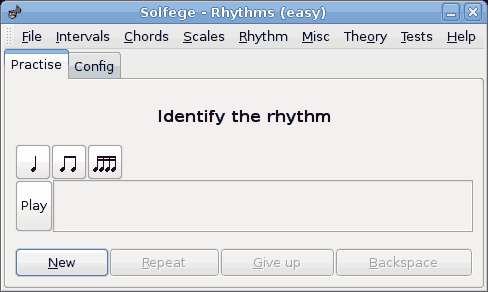 Solfege - Rhythms (easy)
File Intervals Chords Scales Rhythm Misc Theory Tests Help
Practise Config
Identify the rhythm
Play
New Repeat Give up Backspace